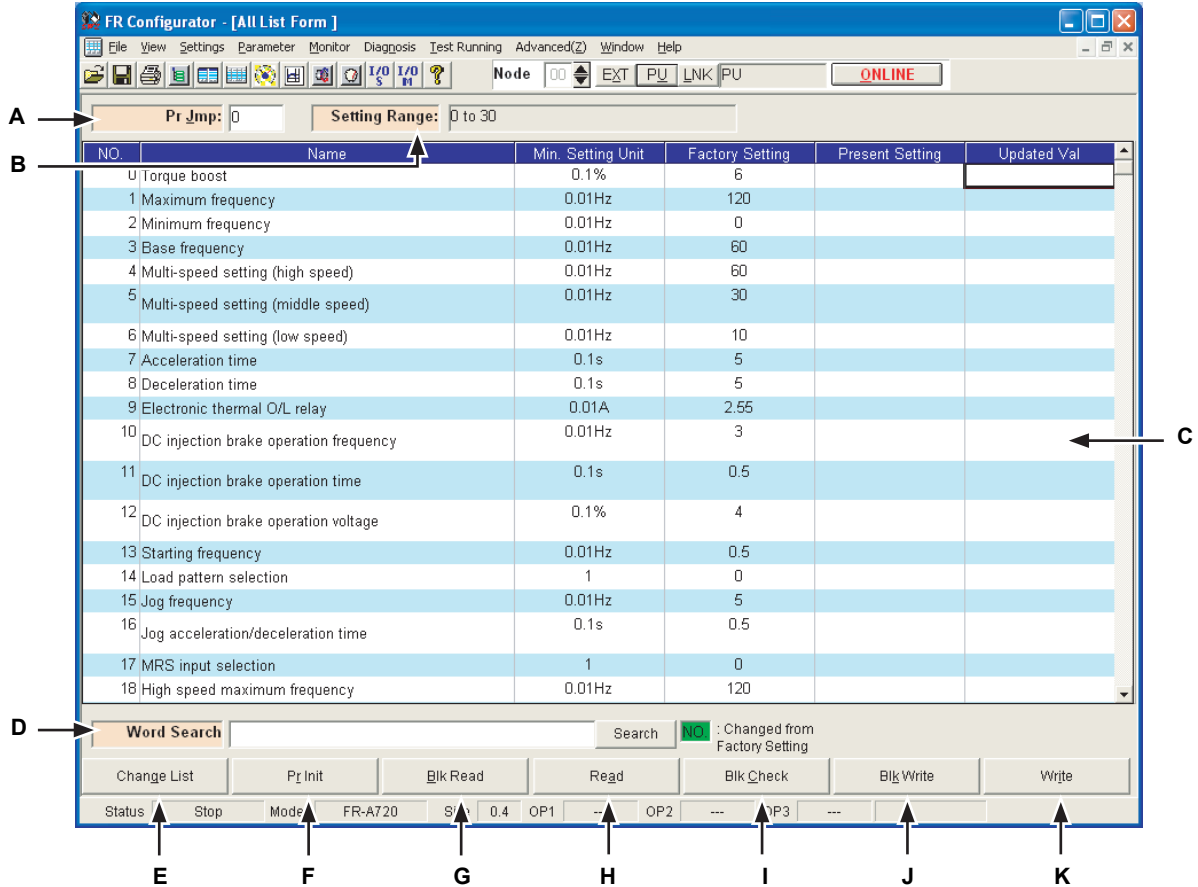 FR Configurator - [All List Form ]
File View Settings Parameter Monitor Diagnosis Test Running Advanced(Z) Window Help
I/O S I/O M ? Node 00 EXT PU LNK PU ONLINE
A Pr Jmp: 0 Setting Range: 0 to 30
B
NO. Name Min. Setting Unit Factory Setting Present Setting Updated Val
0 Torque boost 0.1% 6
1 Maximum frequency 0.01Hz 120
2 Minimum frequency 0.01Hz 0
3 Base frequency 0.01Hz 60
4 Multi-speed setting (high speed) 0.01Hz 60
5 Multi-speed setting (middle speed) 0.01Hz 30
6 Multi-speed setting (low speed) 0.01Hz 10
7 Acceleration time 0.1s 5
8 Deceleration time 0.1s 5
9 Electronic thermal O/L relay 0.01A 2.55
10 DC injection brake operation frequency 0.01Hz 3
C
11 DC injection brake operation time 0.1s 0.5
12 DC injection brake operation voltage 0.1% 4
13 Starting frequency 0.01Hz 0.5
14 Load pattern selection 1 0
15 Jog frequency 0.01Hz 5
16 Jog acceleration/deceleration time 0.1s 0.5
17 MRS input selection 1 0
18 High speed maximum frequency 0.01Hz 120
D Word Search Search NO. : Changed from
Factory Setting
Change List Pr Init Blk Read Read Blk Check Blk Write Write
Status Stop FR-A720 0.4 OP1 OP2 --- ---
E F G H I J K